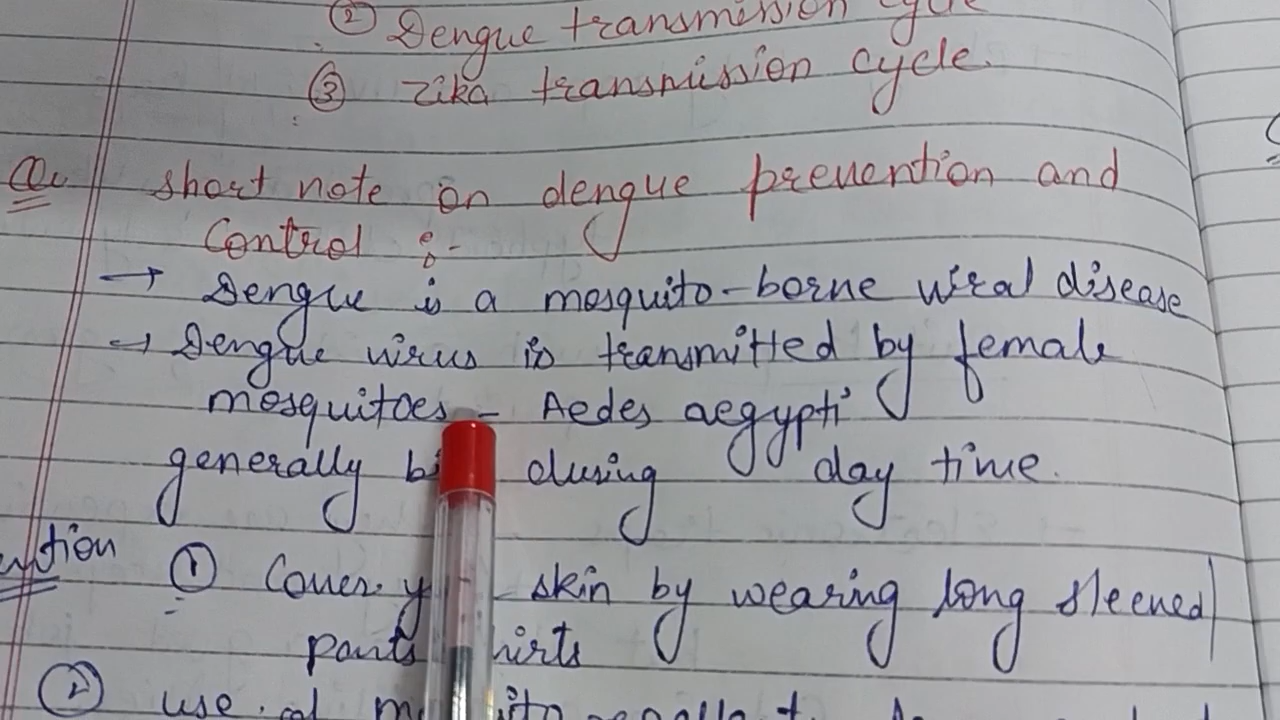 ② Dengue transmission cycle
③ zika transmission cycle.
Q. short note on dengue prevention and
Control :-
→ Dengue is a mosquito-borne viral disease
→ Dengue virus is transmitted by female
mosquitoes - Aedes aegypti
generally during day time.
① Cover skin by wearing long sleeved
pants
② use of